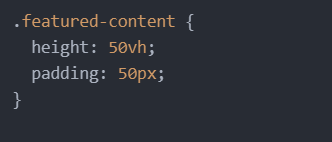 .featured-content {
  height: 50vh;
  padding: 50px;
}